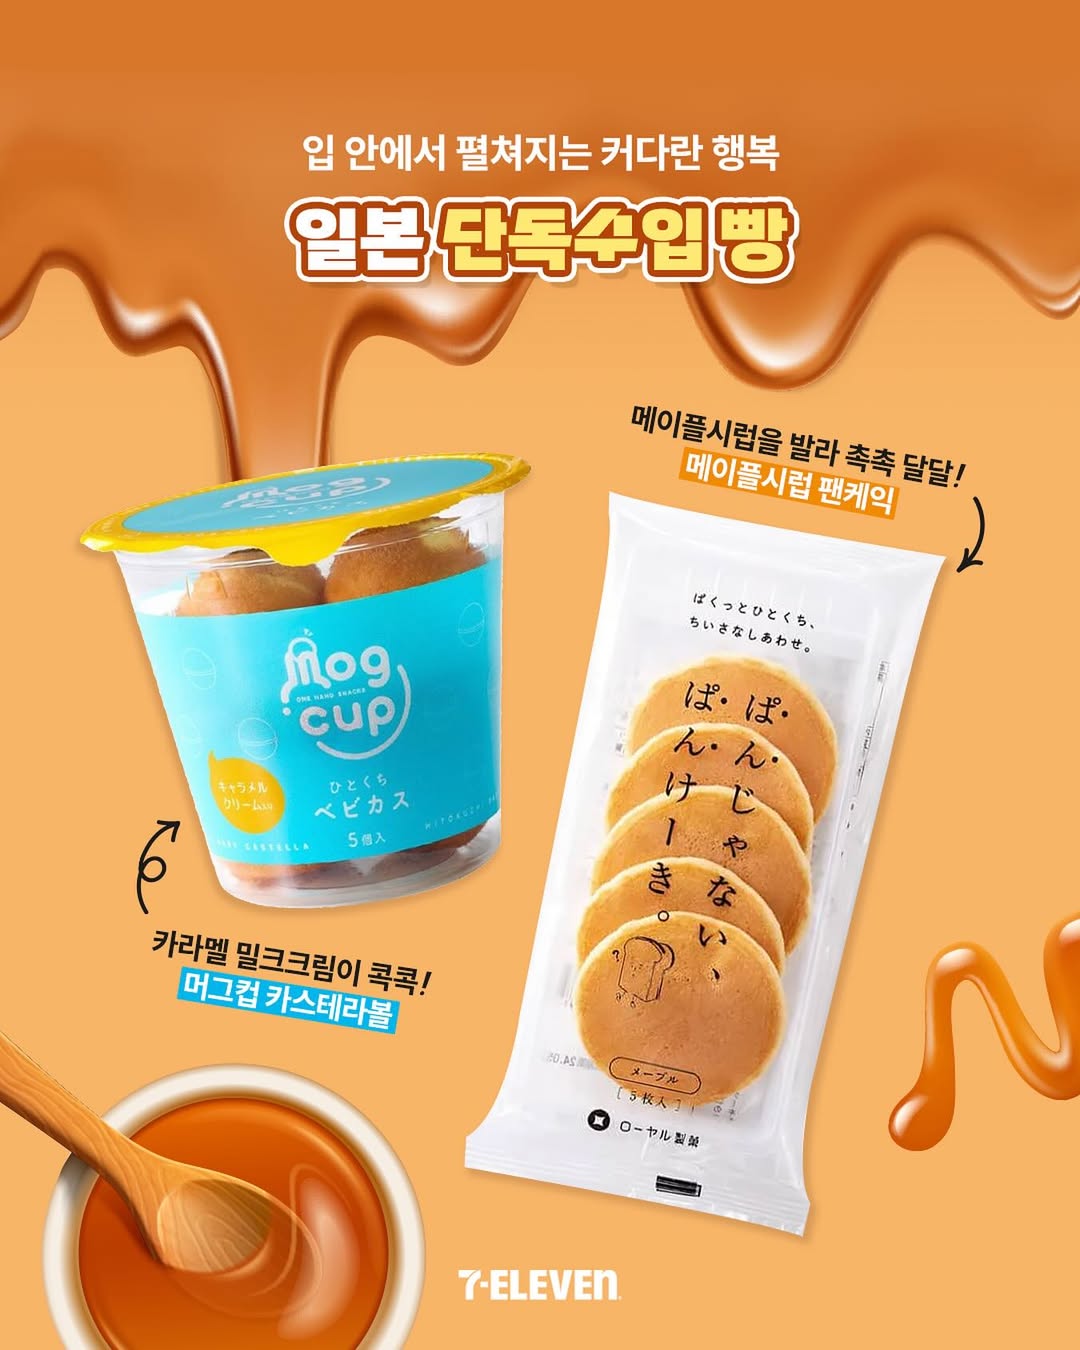 입 안에서 펼쳐지는 커다란 행복
일본 단독수입 빵
메이플시럽을 발라 촉촉 달달!
메이플시럽 팬케익
mog
cup
mog
ONE HAND SNACKS
cup
キャラメル
クリーム入り
ひとくち
ベビカス
5個入
BABY CASTELLA
HITOKUCHI
카라멜 밀크크림이 콕콕!
머그컵 카스테라볼
ぱくっとひとくち、
ちいさなしあわせ。
ぱんじゃない、
ぱんけーき。
メープル
[5枚入]
ローヤル製菓
7-ELEVEN